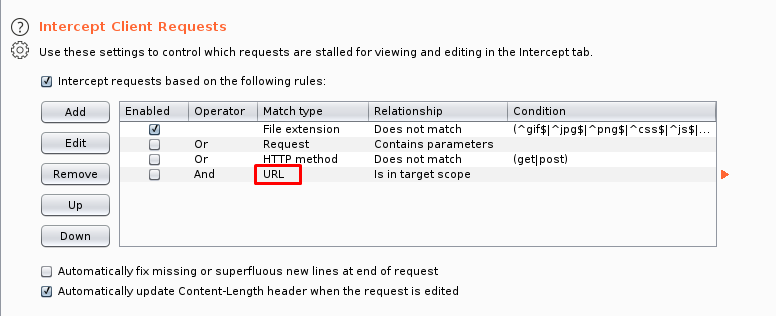 Intercept Client Requests
Use these settings to control which requests are stalled for viewing and editing in the Intercept tab.
Intercept requests based on the following rules:
Add
Edit
Remove
Up
Down
Enabled Operator Match type Relationship Condition
File extension Does not match (^gif$|^jpg$|^png$|^css$|^js$|...
Or Request Contains parameters
Or HTTP method Does not match (get|post)
And URL Is in target scope
Automatically fix missing or superfluous new lines at end of request
Automatically update Content-Length header when the request is edited